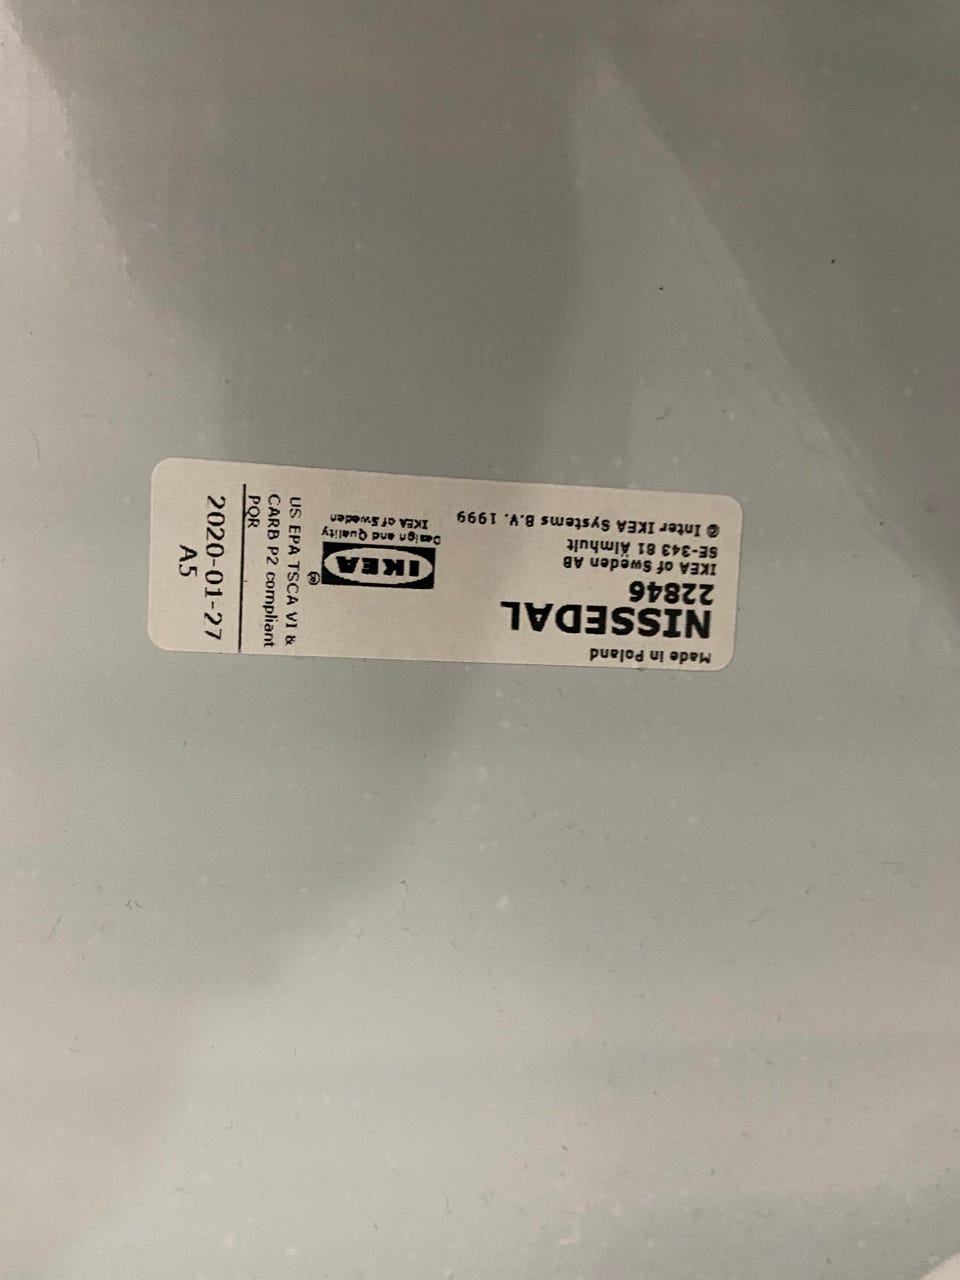 Made in Poland
NISSEDAL
22846
IKEA of Sweden AB
SE-343 81 Älmhult
© Inter IKEA Systems B.V. 1999
IKEA
®
Design and Quality
IKEA of Sweden
US EPA TSCA VI &
CARB P2 compliant
PQR
2020-01-27
A5